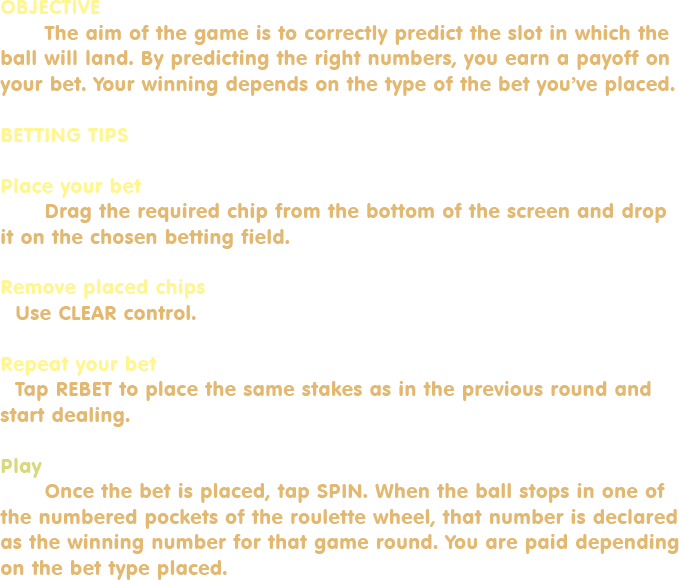 OBJECTIVE
The aim of the game is to correctly predict the slot in which the
ball will land. By predicting the right numbers, you earn a payoff on
your bet. Your winning depends on the type of the bet you’ve placed.
BETTING TIPS
Place your bet
Drag the required chip from the bottom of the screen and drop
it on the chosen betting field.
Remove placed chips
Use CLEAR control.
Repeat your bet
Tap REBET to place the same stakes as in the previous round and
start dealing.
Play
Once the bet is placed, tap SPIN. When the ball stops in one of
the numbered pockets of the roulette wheel, that number is declared
as the winning number for that game round. You are paid depending
on the bet type placed.